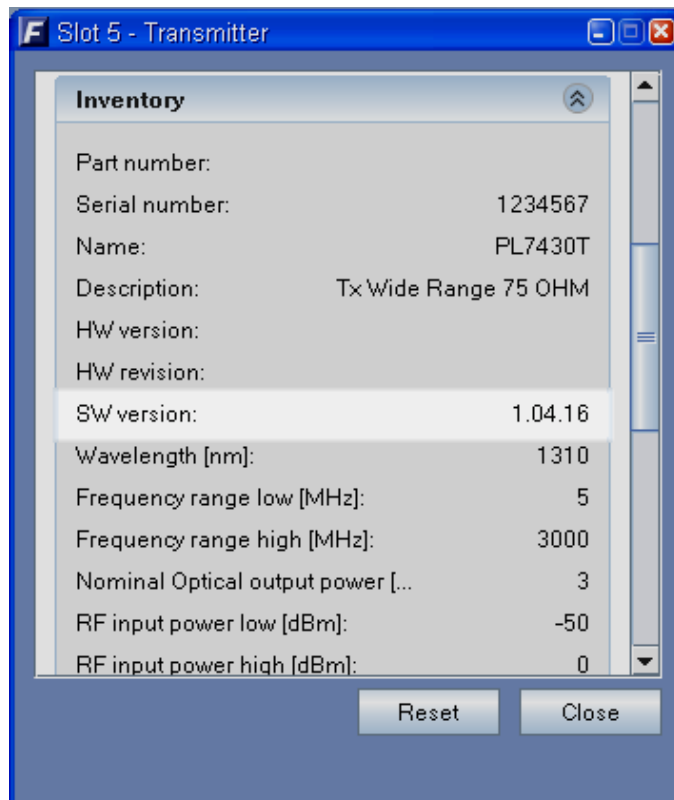 F Slot 5 - Transmitter
Inventory
Part number:
Serial number: 1234567
Name: PL7430T
Description: Tx Wide Range 75 OHM
HW version:
HW revision:
SW version: 1.04.16
Wavelength [nm]: 1310
Frequency range low [MHz]: 5
Frequency range high [MHz]: 3000
Nominal Optical output power [... 3
RF input power low [dBm]: -50
RF input power high [dBm]: 0
Reset Close